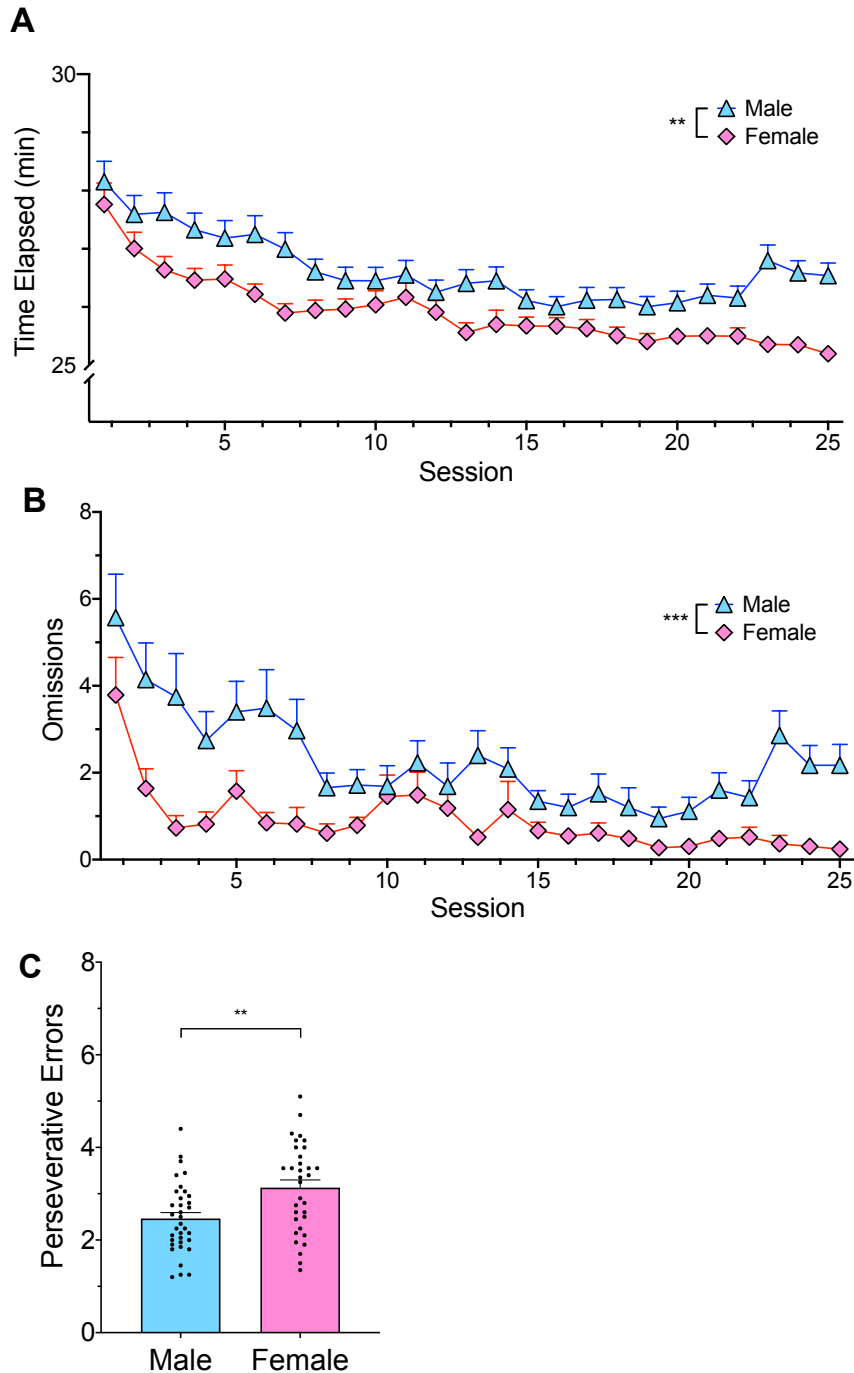 A
Time Elapsed (min)
30
25
** Male
Female
5 10 15 20 25
Session
B
Omissions
8
6
4
2
0
*** Male
Female
5 10 15 20 25
Session
C
Perseverative Errors
8
6
4
2
0
**
Male Female